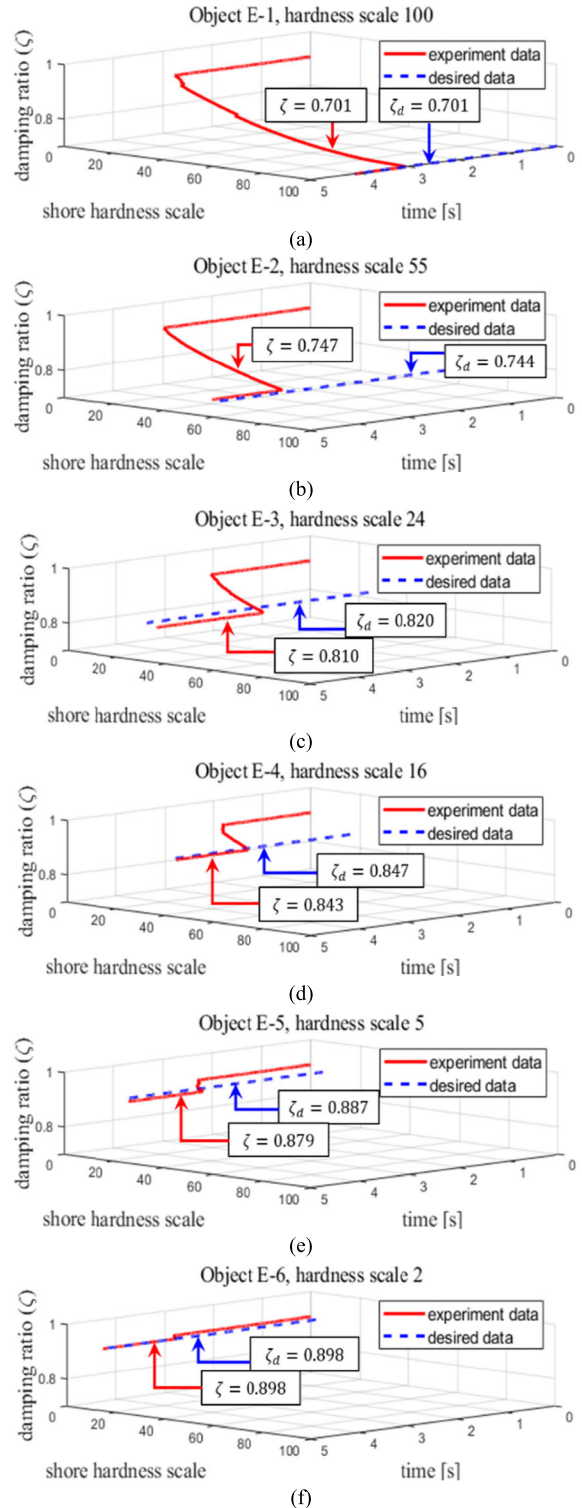 Object E-1, hardness scale 100
experiment data
desired data
ζ = 0.701
ζd = 0.701
damping ratio (ζ)
1
0.8
0
20
40
60
80
100
5
4
3
2
1
0
shore hardness scale
time [s]
(a)
Object E-2, hardness scale 55
experiment data
desired data
ζ = 0.747
ζd = 0.744
damping ratio (ζ)
1
0.8
0
20
40
60
80
100
5
4
3
2
1
0
shore hardness scale
time [s]
(b)
Object E-3, hardness scale 24
experiment data
desired data
ζd = 0.820
ζ = 0.810
damping ratio (ζ)
1
0.8
0
20
40
60
80
100
5
4
3
2
1
0
shore hardness scale
time [s]
(c)
Object E-4, hardness scale 16
experiment data
desired data
ζd = 0.847
ζ = 0.843
damping ratio (ζ)
1
0.8
0
20
40
60
80
100
5
4
3
2
1
0
shore hardness scale
time [s]
(d)
Object E-5, hardness scale 5
experiment data
desired data
ζd = 0.887
ζ = 0.879
damping ratio (ζ)
1
0.8
0
20
40
60
80
100
5
4
3
2
1
0
shore hardness scale
time [s]
(e)
Object E-6, hardness scale 2
experiment data
desired data
ζd = 0.898
ζ = 0.898
damping ratio (ζ)
1
0.8
0
20
40
60
80
100
5
4
3
2
1
0
shore hardness scale
time [s]
(f)